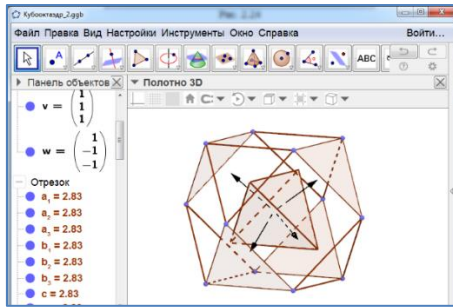 Кубооктаэдр_2.ggb
Файл Правка Вид Настройки Инструменты Окно Справка Войти...
ABC
Панель объектов
Полотно 3D
v = (1 1 1)
w = (1 -1 -1)
Отрезок
a₁ = 2.83
a₂ = 2.83
a₃ = 2.83
b₁ = 2.83
b₂ = 2.83
b₃ = 2.83
c = 2.83